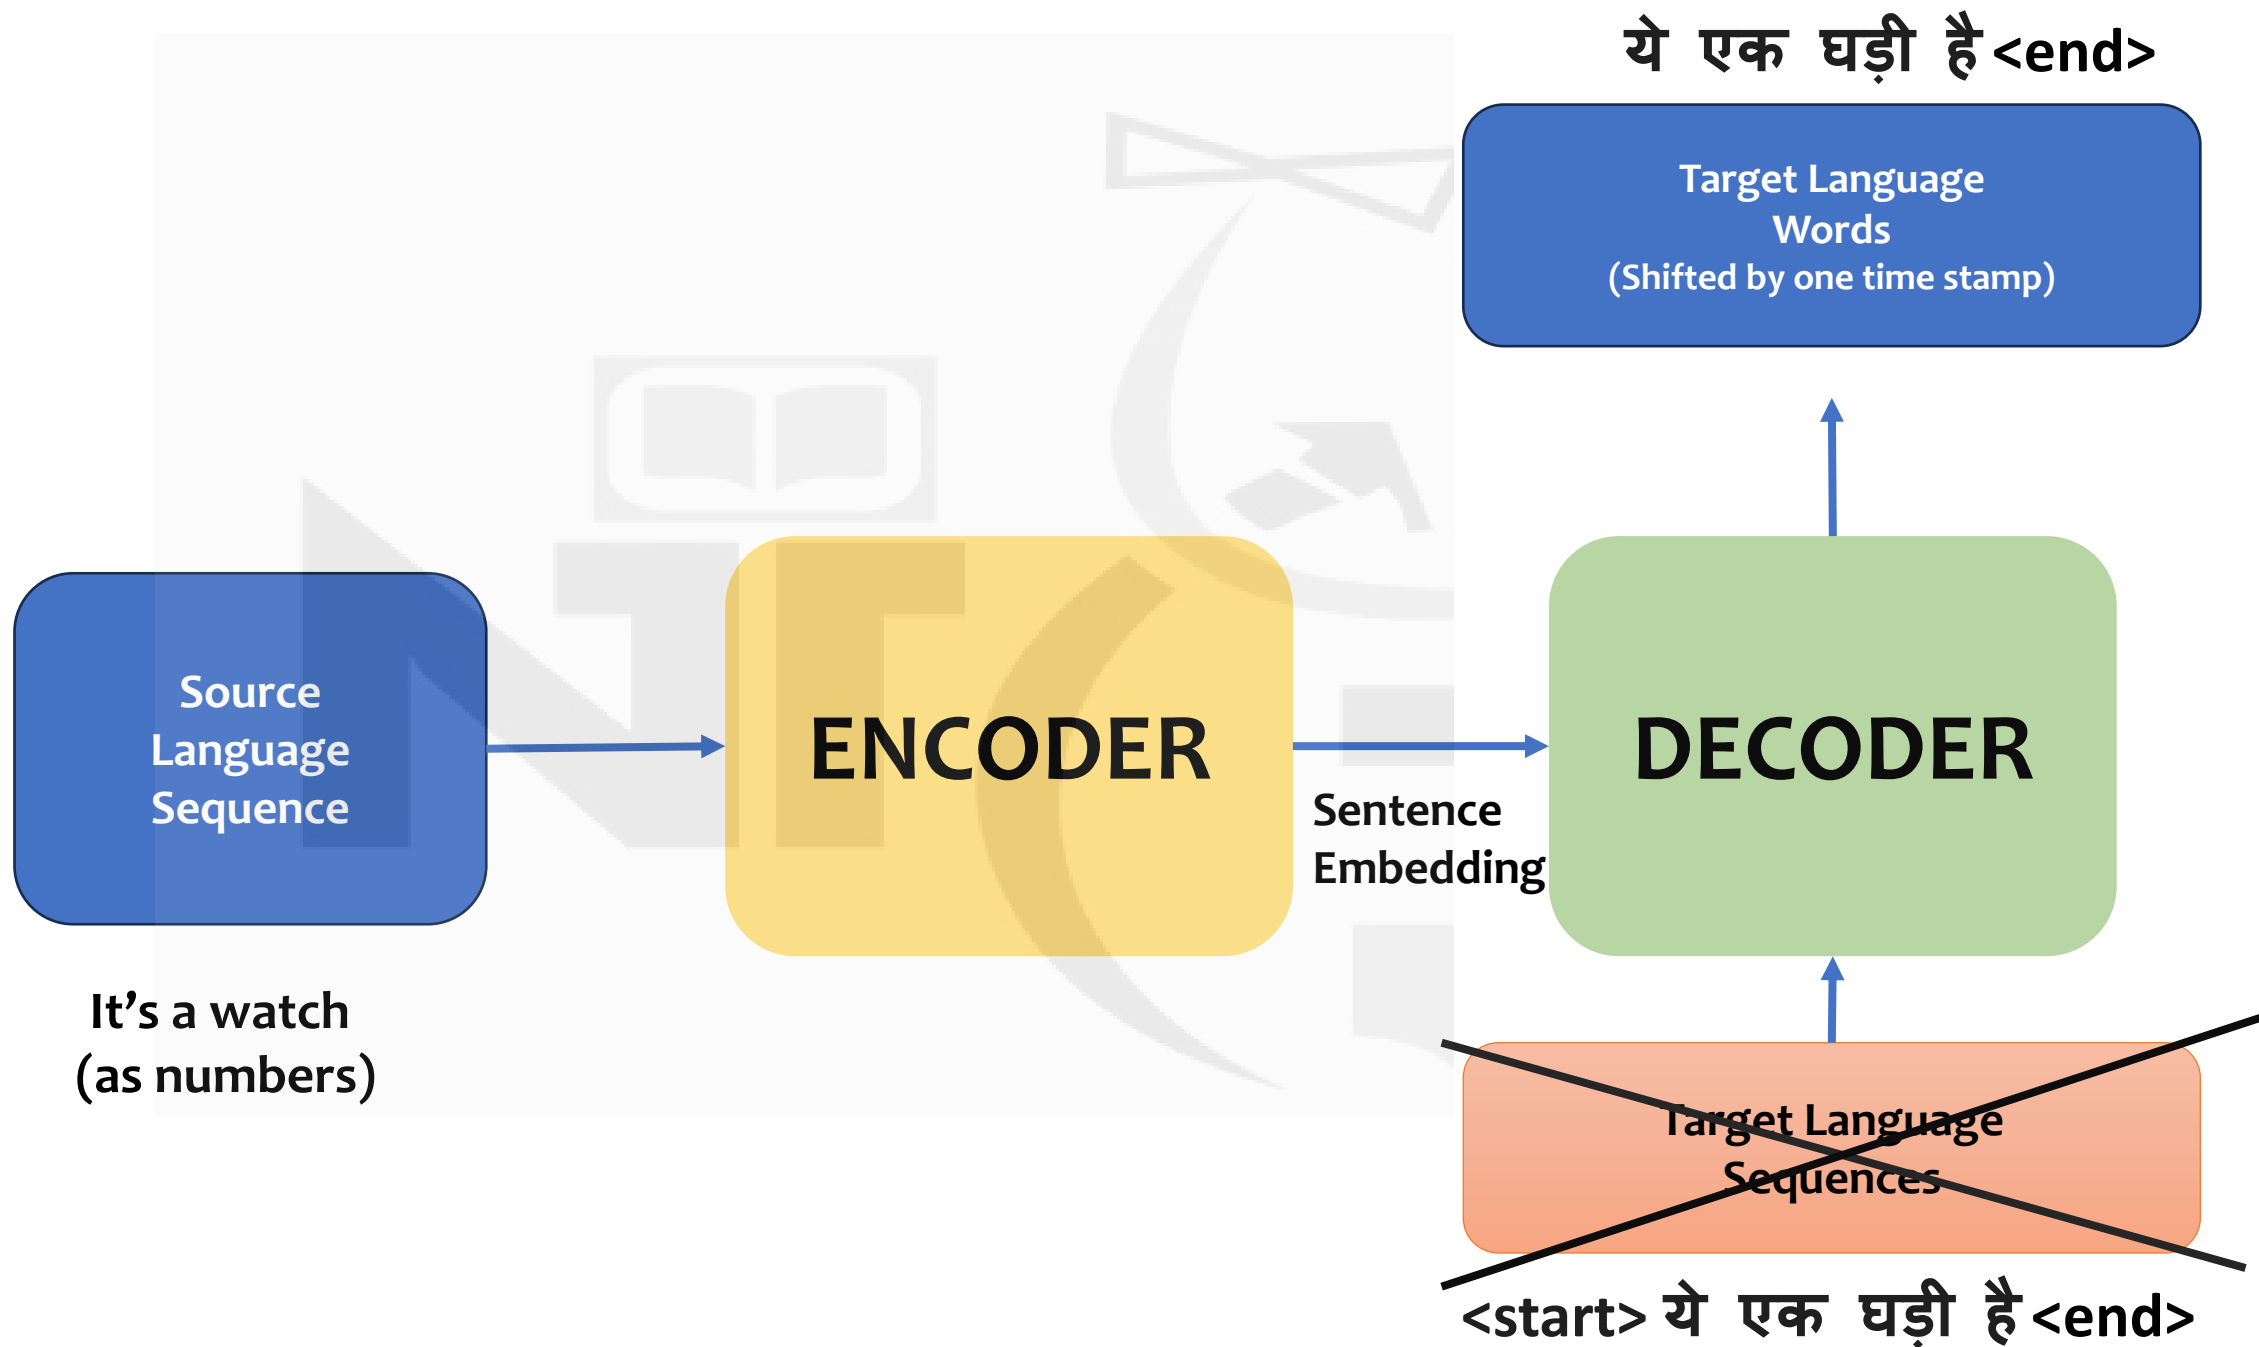 ये एक घड़ी है <end>
Target Language
Words
(Shifted by one time stamp)
Source
Language
Sequence
ENCODER
DECODER
Sentence
Embedding
It’s a watch
(as numbers)
Target Language
Sequences
<start> ये एक घड़ी है <end>